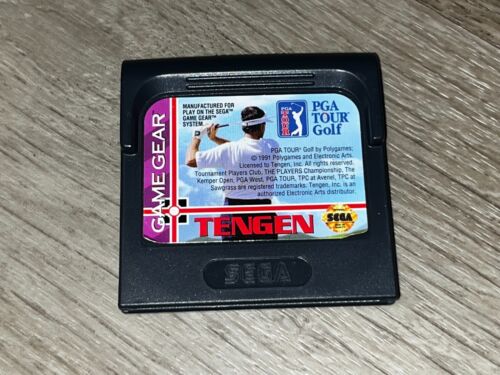 GAME GEAR
MANUFACTURED FOR
PLAY ON THE SEGA™
GAME GEAR™
SYSTEM.
PGA
TOUR
PGA
TOUR®
Golf
PGA TOUR® Golf by Polygames;
© 1991 Polygames and Electronic Arts.
Licensed to Tengen, Inc. All rights reserved.
Tournament Players Club, THE PLAYERS Championship, The
Kemper Open, PGA West, PGA TOUR, TPC at Avenel, TPC at
Sawgrass are registered trademarks. Tengen, Inc. is an
authorized Electronic Arts distributor.
TENGEN
SEGA
SEGA